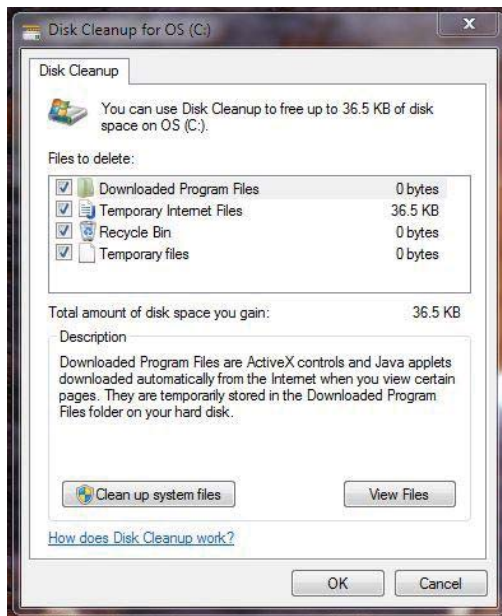 Disk Cleanup for OS (C:)
X
Disk Cleanup
You can use Disk Cleanup to free up to 36.5 KB of disk
space on OS (C:).
Files to delete:
Downloaded Program Files 0 bytes
Temporary Internet Files 36.5 KB
Recycle Bin 0 bytes
Temporary files 0 bytes
Total amount of disk space you gain: 36.5 KB
Description
Downloaded Program Files are ActiveX controls and Java applets
downloaded automatically from the Internet when you view certain
pages. They are temporarily stored in the Downloaded Program
Files folder on your hard disk.
Clean up system files View Files
How does Disk Cleanup work?
OK Cancel